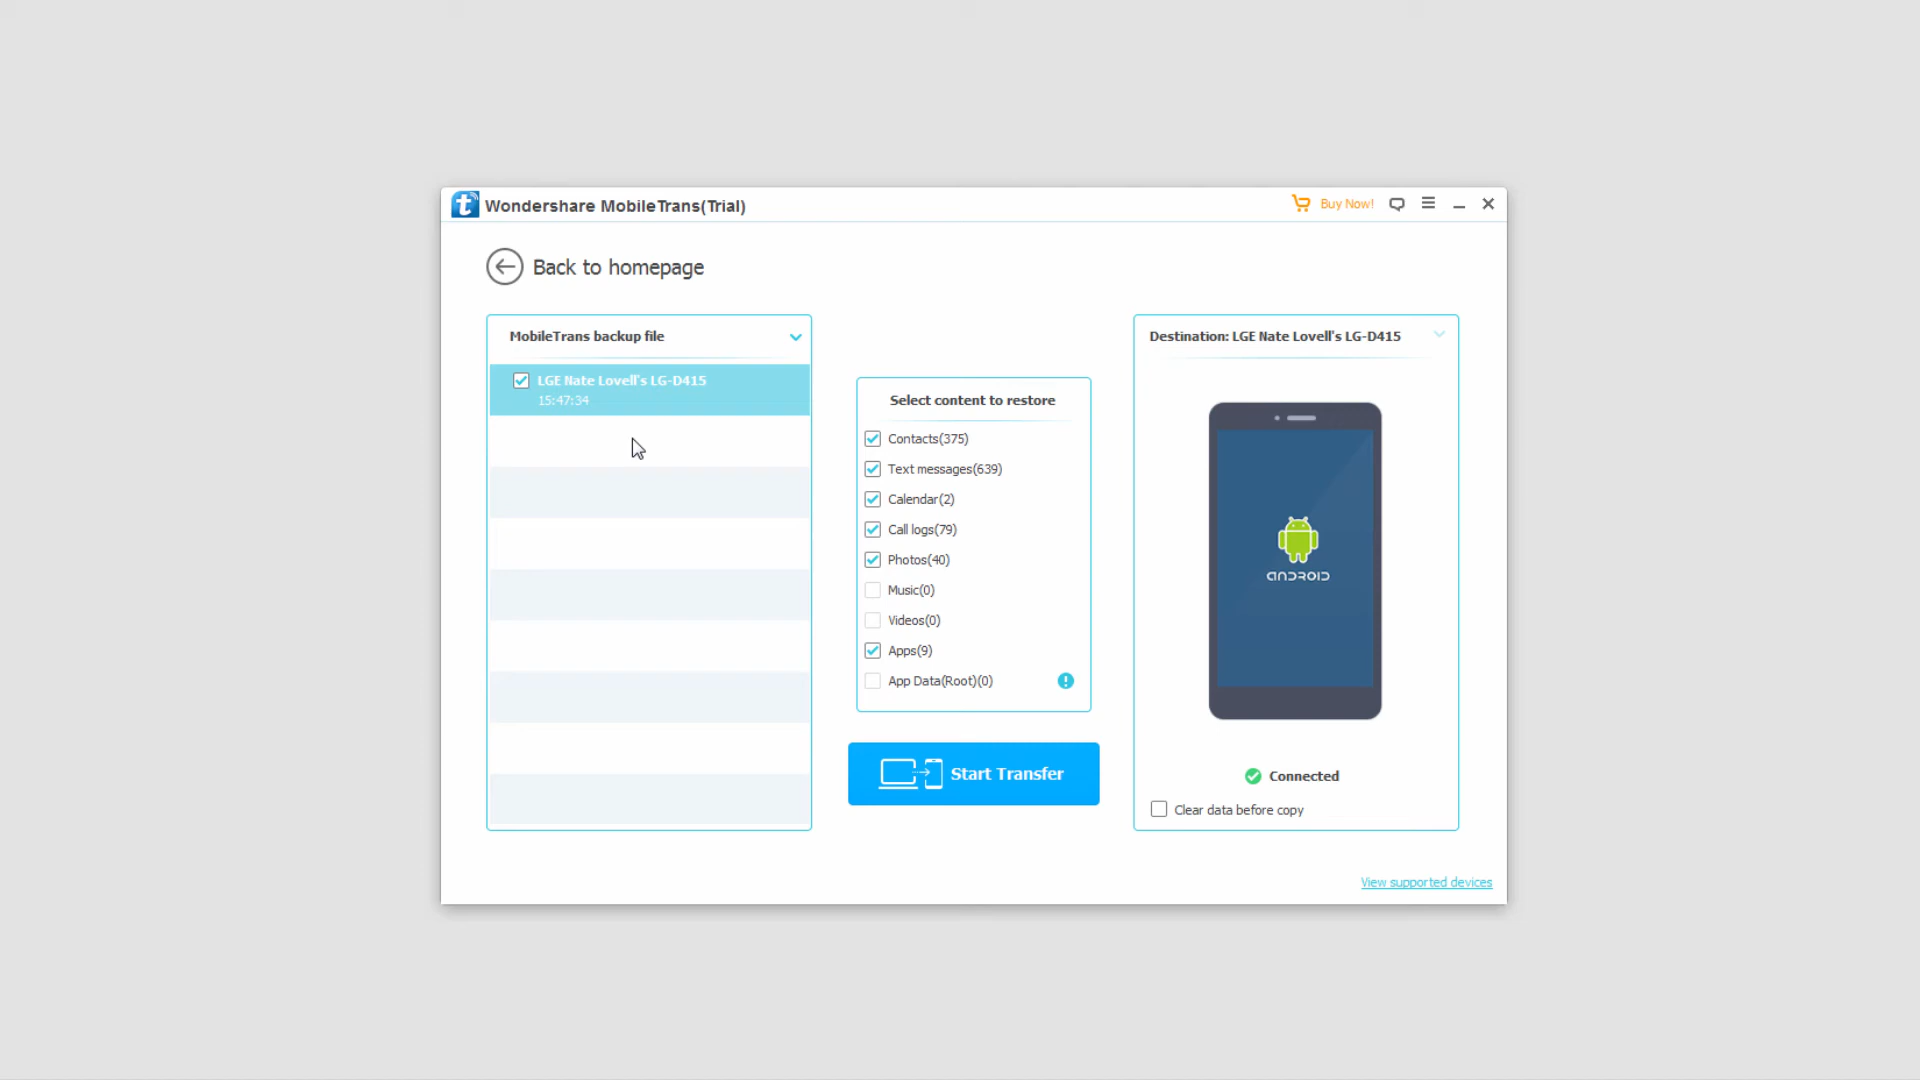 Wondershare MobileTrans(Trial)
Buy Now!
Back to homepage
MobileTrans backup file
LGE Nate Lovell's LG-D415
15:47:34
Select content to restore
Contacts(375)
Text messages(639)
Calendar(2)
Call logs(79)
Photos(40)
Music(0)
Videos(0)
Apps(9)
App Data(Root)(0)
Start Transfer
Destination: LGE Nate Lovell's LG-D415
ANDROID
Connected
Clear data before copy
View supported devices